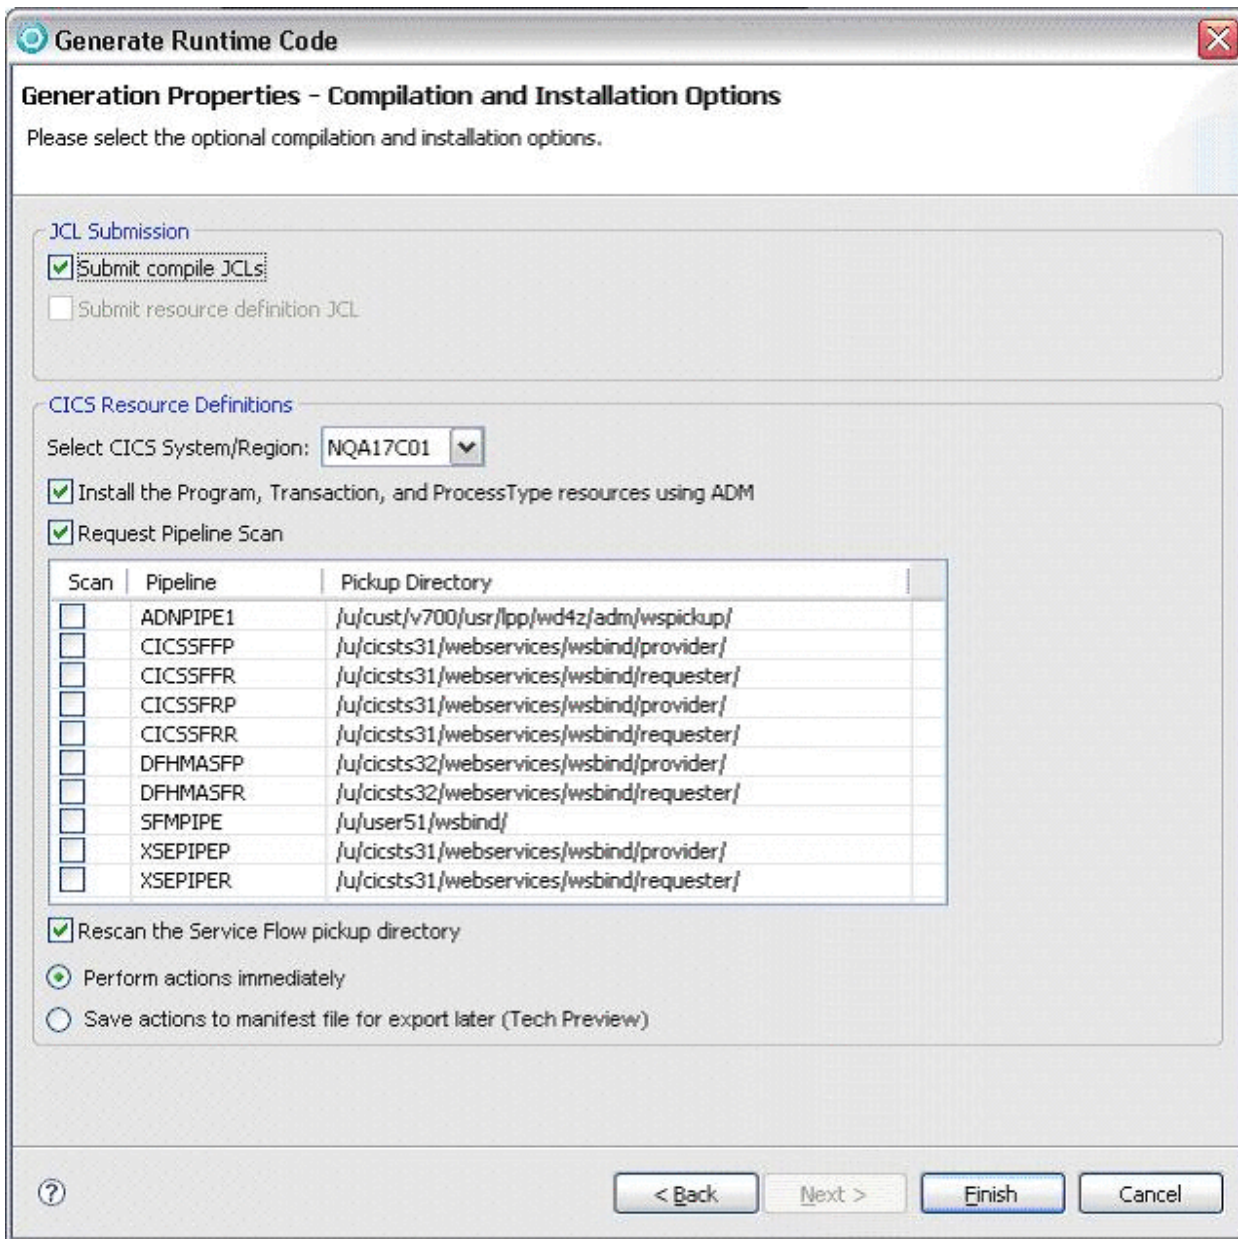 Generate Runtime Code
Generation Properties - Compilation and Installation Options
Please select the optional compilation and installation options.
JCL Submission
Submit compile JCLs
Submit resource definition JCL
CICS Resource Definitions
Select CICS System/Region: NQA17C01
Install the Program, Transaction, and ProcessType resources using ADM
Request Pipeline Scan
Scan Pipeline Pickup Directory
ADNPIPE1 /u/cust/v700/usr/lpp/wd4z/adm/wspickup/
CICSSFFP /u/cicsts31/webservices/wsbind/provider/
CICSSFFR /u/cicsts31/webservices/wsbind/requester/
CICSSFRP /u/cicsts31/webservices/wsbind/provider/
CICSSFRR /u/cicsts31/webservices/wsbind/requester/
DFHMASFP /u/cicsts32/webservices/wsbind/provider/
DFHMASFR /u/cicsts32/webservices/wsbind/requester/
SFMPIPE /u/user51/wsbind/
XSEPIPEP /u/cicsts31/webservices/wsbind/provider/
XSEPIPER /u/cicsts31/webservices/wsbind/requester/
Rescan the Service Flow pickup directory
Perform actions immediately
Save actions to manifest file for export later (Tech Preview)
? < Back Next > Finish Cancel